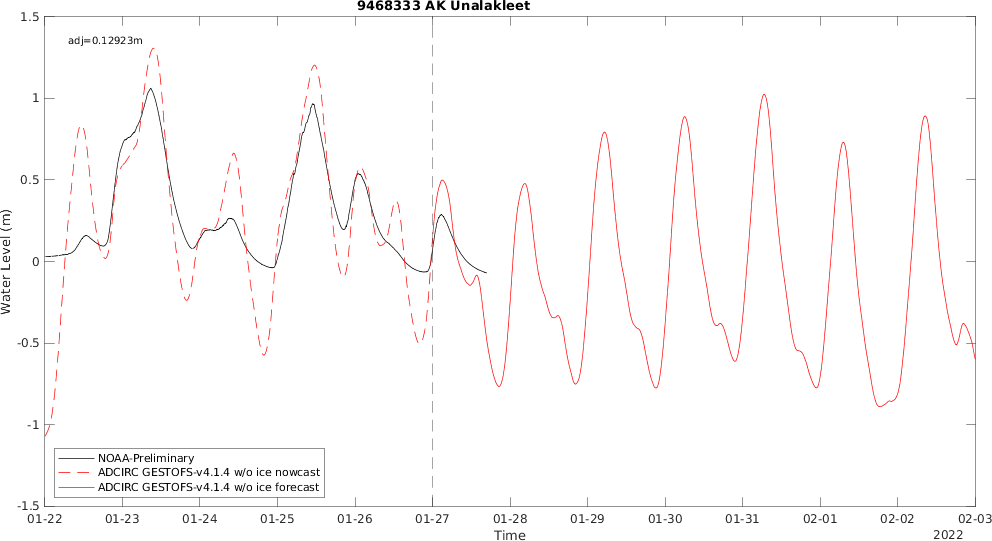 9468333 AK Unalakleet
adj=0.12923m
1.5
1
0.5
0
-0.5
-1
-1.5
Water Level (m)
NOAA-Preliminary
ADCIRC GESTOFS-v4.1.4 w/o ice nowcast
ADCIRC GESTOFS-v4.1.4 w/o ice forecast
01-22 01-23 01-24 01-25 01-26 01-27 01-28 01-29 01-30 01-31 02-01 02-02 02-03
Time
2022